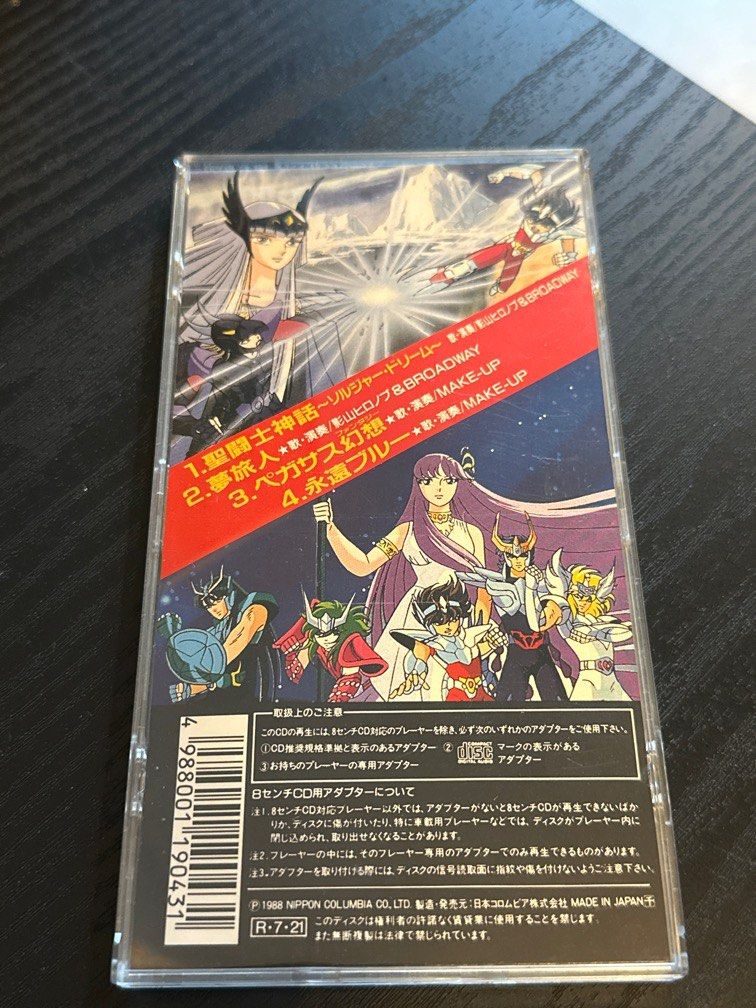 1.聖闘士神話〜ソルジャー・ドリーム〜 歌・演奏/影山ヒロノブ&BROADWAY
2.夢旅人★歌・演奏/影山ヒロノブ&BROADWAY
3.ペガサス幻想★歌・演奏/MAKE-UP
ファンタジー
4.永遠ブルー★歌・演奏/MAKE-UP
取扱上のご注意
このCDの再生には、8センチCD対応のプレーヤーを除き、必ず次のいずれかのアダプターをご使用下さい。
①CD推奨規格準拠と表示のあるアダプター ② COMPACT disc DIGITAL AUDIO マークの表示があるアダプター
③お持ちのプレーヤーの専用アダプター
8センチCD用アダプターについて
注1.8センチCD対応プレーヤー以外では、アダプターがないと8センチCDが再生できないばか
りか、ディスクに傷が付いたり、特に車載用プレーヤーなどでは、ディスクがプレーヤー内に
閉じ込められ、取り出せなくなることがあります。
注2.プレーヤーの中には、そのプレーヤー専用のアダプターでのみ再生できるものがあります。
注3.アダプターを取り付ける際には、ディスクの信号読取面に指紋や傷を付けないようご注意下さい。
Ⓟ1988 NIPPON COLUMBIA CO., LTD. 製造・発売元:日本コロムビア株式会社 MADE IN JAPAN
R・7・21
このディスクは権利者の許諾なく賃貸業に使用することを禁じます。
また無断複製は法律で禁じられています。
4 988001 190431